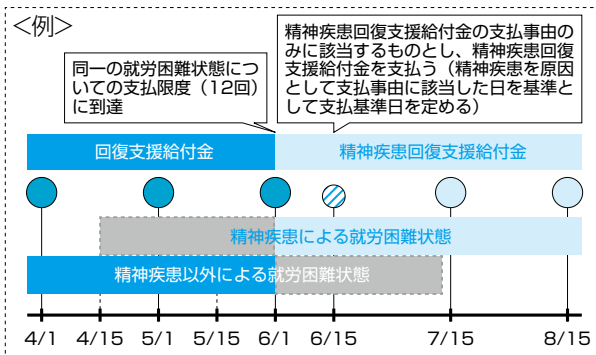 <例>
同一の就労困難状態につ
いての支払限度（12回）
に到達
精神疾患回復支援給付金の支払事由の
みに該当するものとし、精神疾患回復
支援給付金を支払う（精神疾患を原因
として支払事由に該当した日を基準と
して支払基準日を定める）
回復支援給付金
精神疾患回復支援給付金
精神疾患による就労困難状態
精神疾患以外による就労困難状態
4/1 4/15 5/1 5/15 6/1 6/15 7/15 8/15